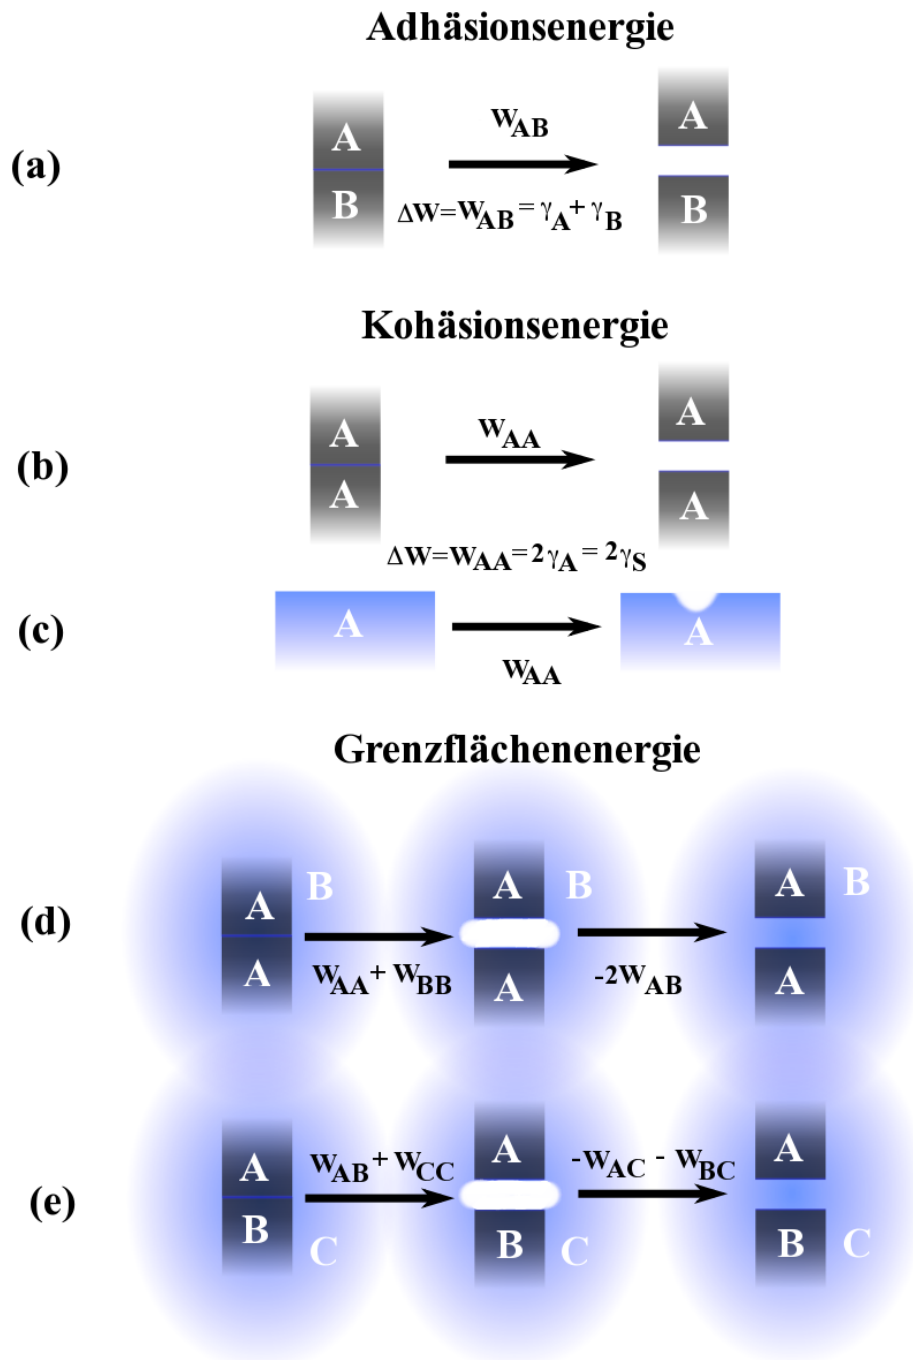 Adhäsionsenergie
(a)
A
B
W_AB
ΔW=W_AB = γ_A + γ_B
A
B
Kohäsionsenergie
(b)
A
A
W_AA
ΔW=W_AA = 2γ_A = 2γ_S
A
A
(c)
A
W_AA
A
Grenzflächenenergie
(d)
A
A
B
W_AA + W_BB
A
A
B
-2W_AB
A
A
B
(e)
A
B
C
W_AB + W_CC
A
B
C
-W_AC - W_BC
A
B
C